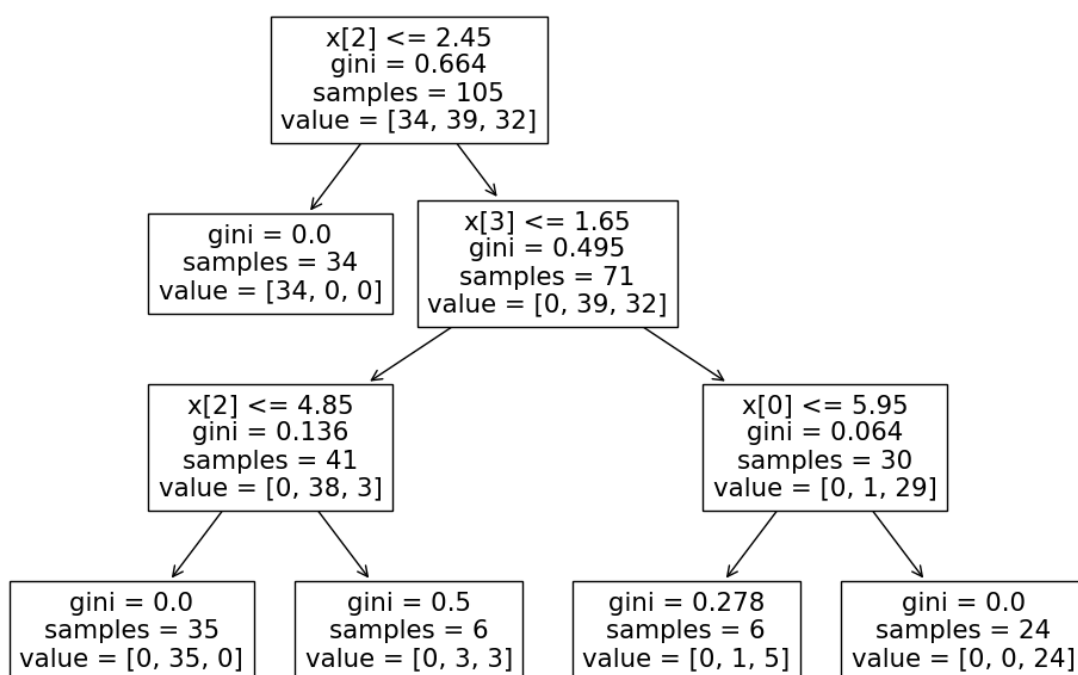 x[2] <= 2.45
gini = 0.664
samples = 105
value = [34, 39, 32]
gini = 0.0
samples = 34
value = [34, 0, 0]
x[3] <= 1.65
gini = 0.495
samples = 71
value = [0, 39, 32]
x[2] <= 4.85
gini = 0.136
samples = 41
value = [0, 38, 3]
x[0] <= 5.95
gini = 0.064
samples = 30
value = [0, 1, 29]
gini = 0.0
samples = 35
value = [0, 35, 0]
gini = 0.5
samples = 6
value = [0, 3, 3]
gini = 0.278
samples = 6
value = [0, 1, 5]
gini = 0.0
samples = 24
value = [0, 0, 24]